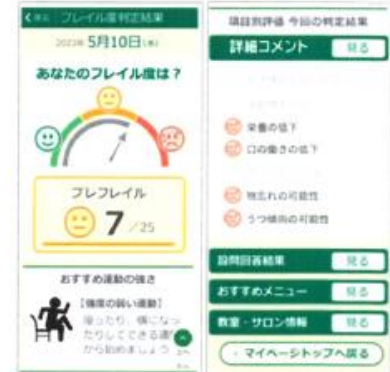 フレイル度判定結果
2023年 5月10日(水)
あなたのフレイル度は？
プレフレイル
7/25
おすすめ運動の強さ
【強度の弱い運動】
座ったり、横になっ
たりしてできる運
から始めましょう
項目別評価 今回の判定結果
詳細コメント 見る
栄養の低下
口の働きの低下
物忘れの可能性
うつ傾向の可能性
設問回答結果 見る
おすすめメニュー 見る
教室・サロン情報 見る
マイページトップへ戻る